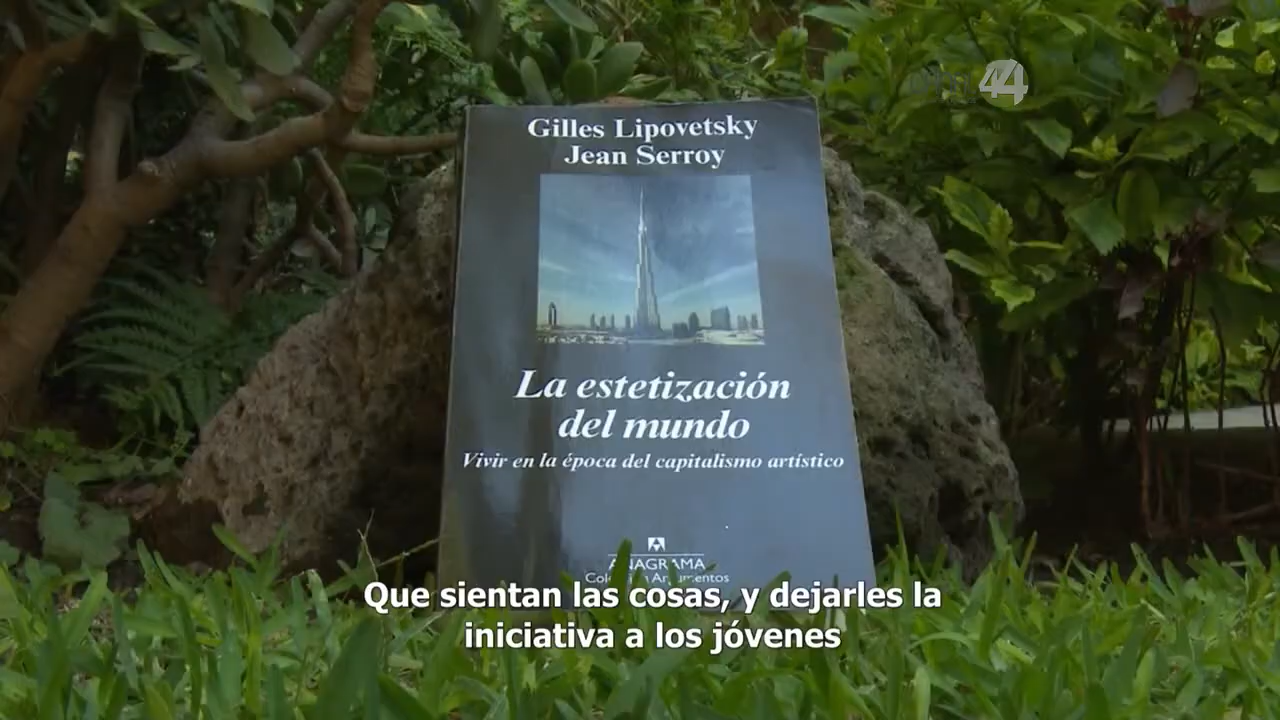 44
Gilles Lipovetsky
Jean Serroy
La estetización
del mundo
Vivir en la época del capitalismo artístico
ANAGRAMA
Argumentos
Que sientan las cosas, y dejarles la
iniciativa a los jóvenes